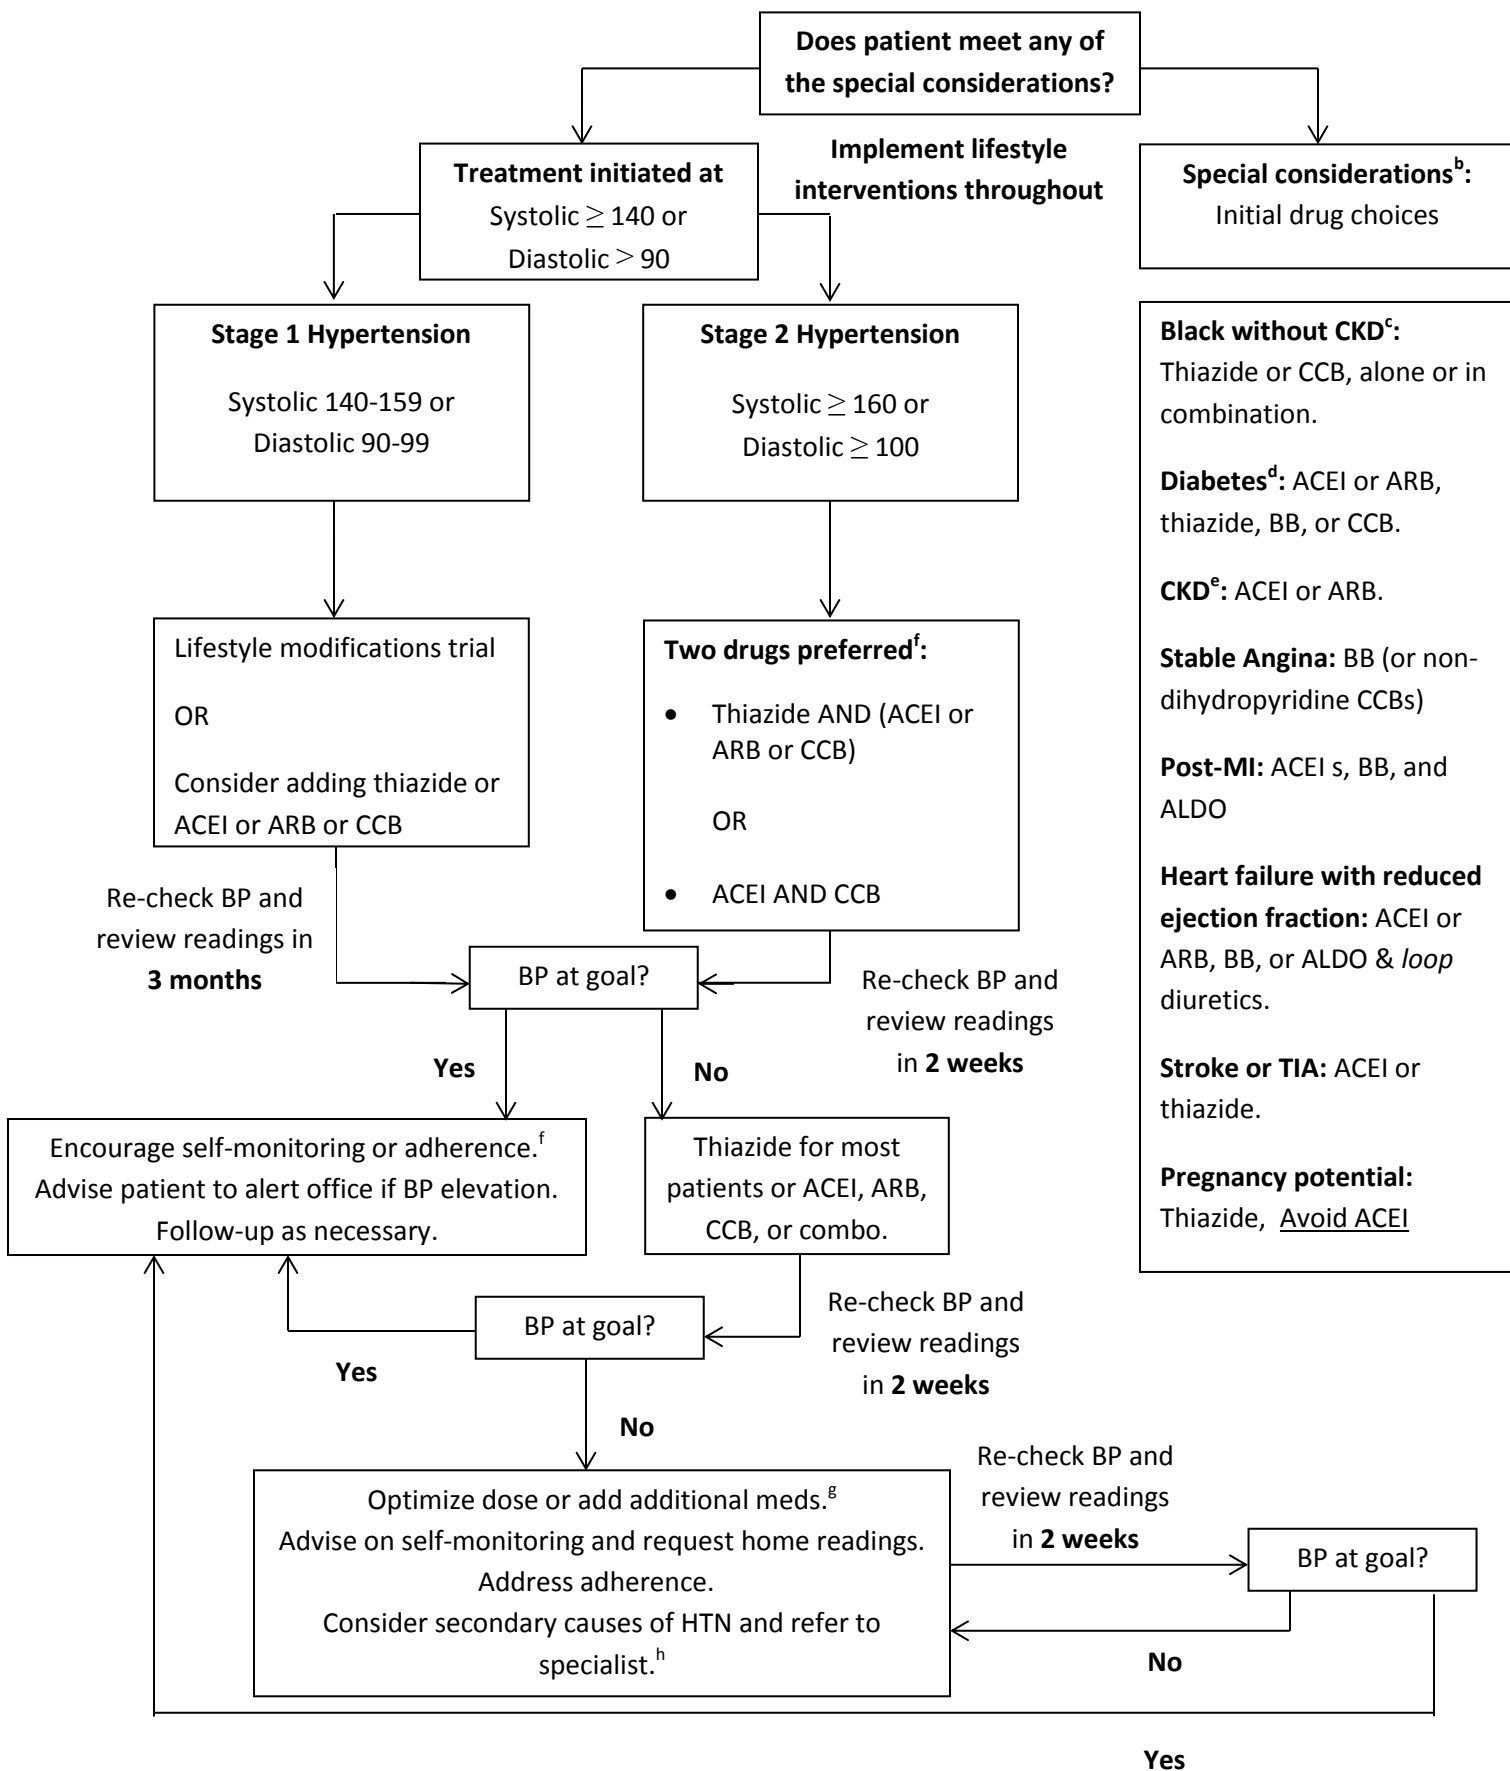 Does patient meet any of
the special considerations?
Implement lifestyle
interventions throughout
Treatment initiated at
Systolic ≥ 140 or
Diastolic > 90
Special considerationsᵇ:
Initial drug choices
Stage 1 Hypertension
Systolic 140-159 or
Diastolic 90-99
Stage 2 Hypertension
Systolic ≥ 160 or
Diastolic ≥ 100
Black without CKDᶜ:
Thiazide or CCB, alone or in
combination.
Diabetesᵈ: ACEI or ARB,
thiazide, BB, or CCB.
CKDᵉ: ACEI or ARB.
Stable Angina: BB (or non-
dihydropyridine CCBs)
Post-MI: ACEI s, BB, and
ALDO
Heart failure with reduced
ejection fraction: ACEI or
ARB, BB, or ALDO & loop
diuretics.
Stroke or TIA: ACEI or
thiazide.
Pregnancy potential:
Thiazide, Avoid ACEI
Lifestyle modifications trial
OR
Consider adding thiazide or
ACEI or ARB or CCB
Two drugs preferredᶠ:
• Thiazide AND (ACEI or
ARB or CCB)
OR
• ACEI AND CCB
Re-check BP and
review readings in
3 months
BP at goal?
Re-check BP and
review readings
in 2 weeks
Yes
No
Encourage self-monitoring or adherence.ᶠ
Advise patient to alert office if BP elevation.
Follow-up as necessary.
Thiazide for most
patients or ACEI, ARB,
CCB, or combo.
BP at goal?
Re-check BP and
review readings
in 2 weeks
Yes
No
Optimize dose or add additional meds.ᵍ
Advise on self-monitoring and request home readings.
Address adherence.
Consider secondary causes of HTN and refer to
specialist.ʰ
Re-check BP and
review readings
in 2 weeks
BP at goal?
No
Yes